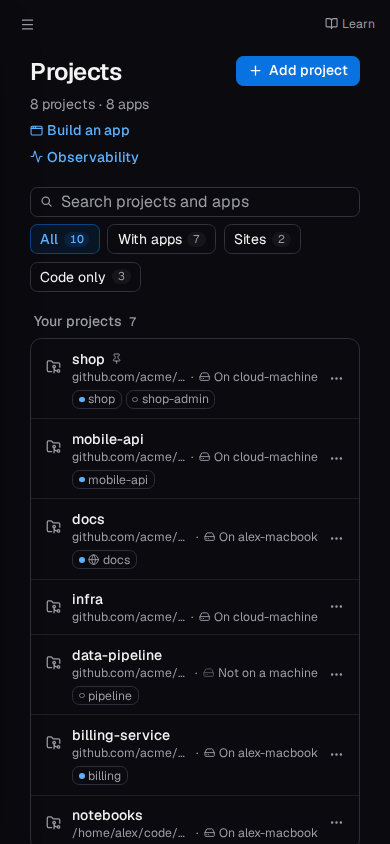 Learn
Projects
Add project
8 projects · 8 apps
Build an app
Observability
Search projects and apps
All 10
With apps 7
Sites 2
Code only 3
Your projects 7
shop
github.com/acme/… · On cloud-machine
shop
shop-admin
mobile-api
github.com/acme/… · On cloud-machine
mobile-api
docs
github.com/acme/… · On alex-macbook
docs
infra
github.com/acme/… · On cloud-machine
data-pipeline
github.com/acme/… · Not on a machine
pipeline
billing-service
github.com/acme/… · On alex-macbook
billing
notebooks
/home/alex/code/… · On alex-macbook